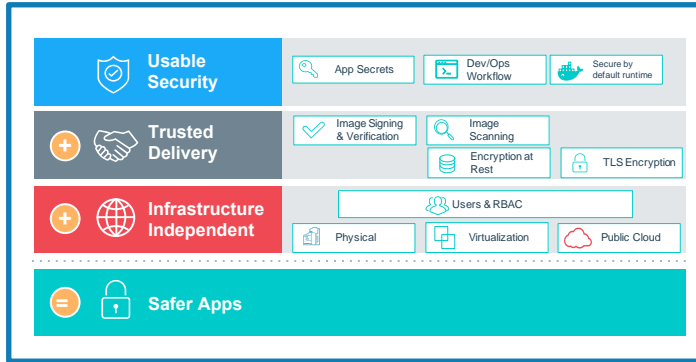 Usable
Security
App Secrets
Dev/Ops
Workflow
Secure by
default runtime
+
Trusted
Delivery
Image Signing
& Verification
Image
Scanning
Encryption at
Rest
TLS Encryption
+
Infrastructure
Independent
Users & RBAC
Physical
Virtualization
Public Cloud
=
Safer Apps